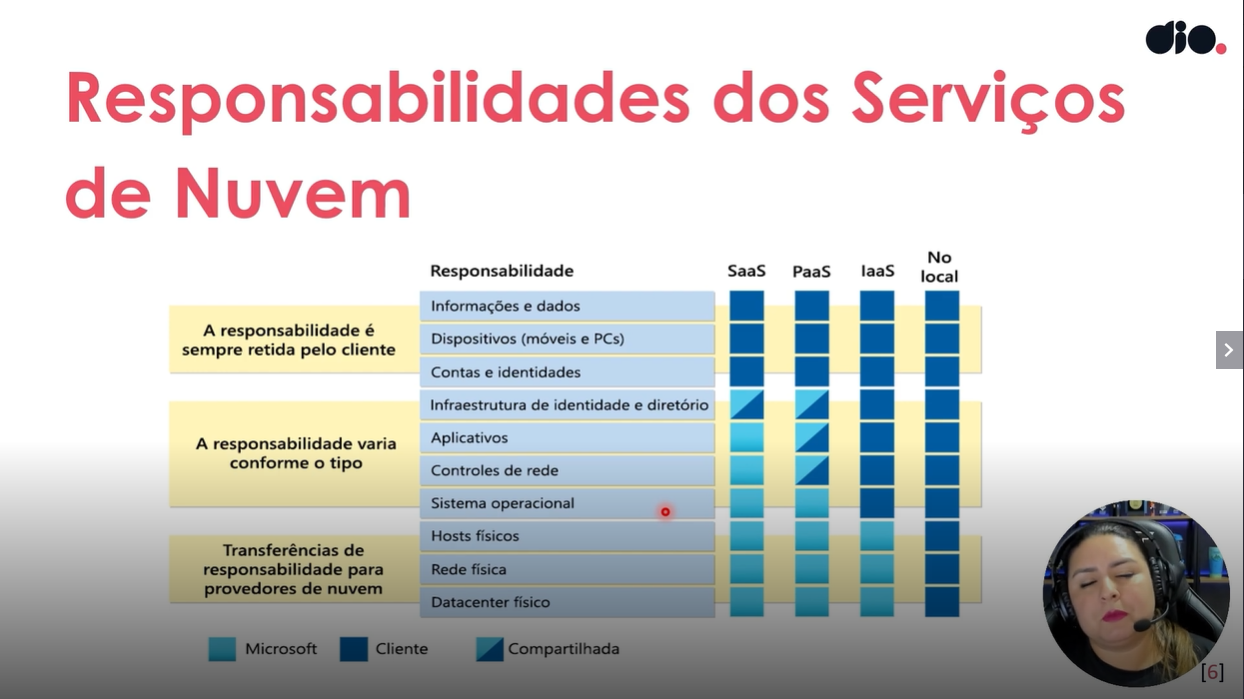 dio.
Responsabilidades dos Serviços
de Nuvem
Responsabilidade
SaaS
PaaS
IaaS
No
local
A responsabilidade é
sempre retida pelo cliente
Informações e dados
Dispositivos (móveis e PCs)
Contas e identidades
A responsabilidade varia
conforme o tipo
Infraestrutura de identidade e diretório
Aplicativos
Controles de rede
Sistema operacional
Transferências de
responsabilidade para
provedores de nuvem
Hosts físicos
Rede física
Datacenter físico
Microsoft
Cliente
Compartilhada
[6]